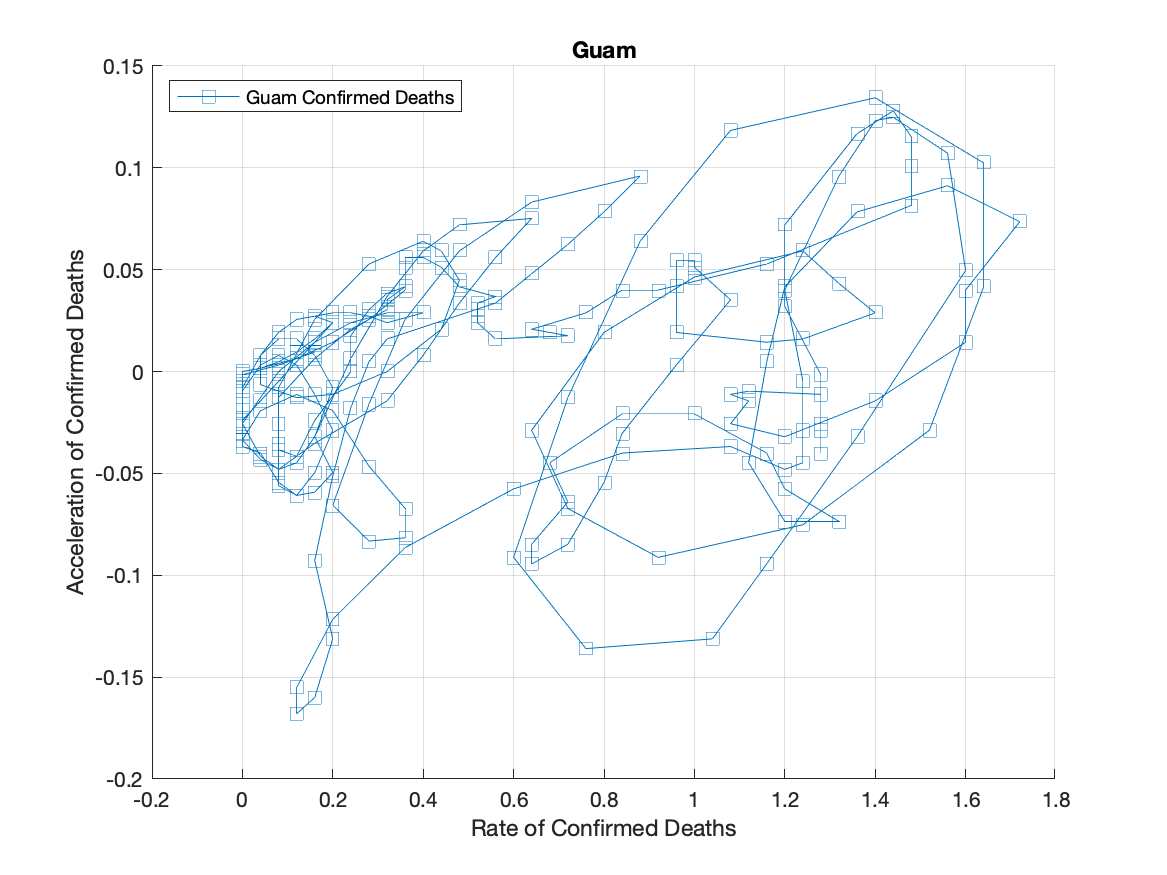 Guam
0.15
Guam Confirmed Deaths
0.1
0.05
0
-0.05
-0.1
-0.15
-0.2
Acceleration of Confirmed Deaths
-0.2 0 0.2 0.4 0.6 0.8 1 1.2 1.4 1.6 1.8
Rate of Confirmed Deaths